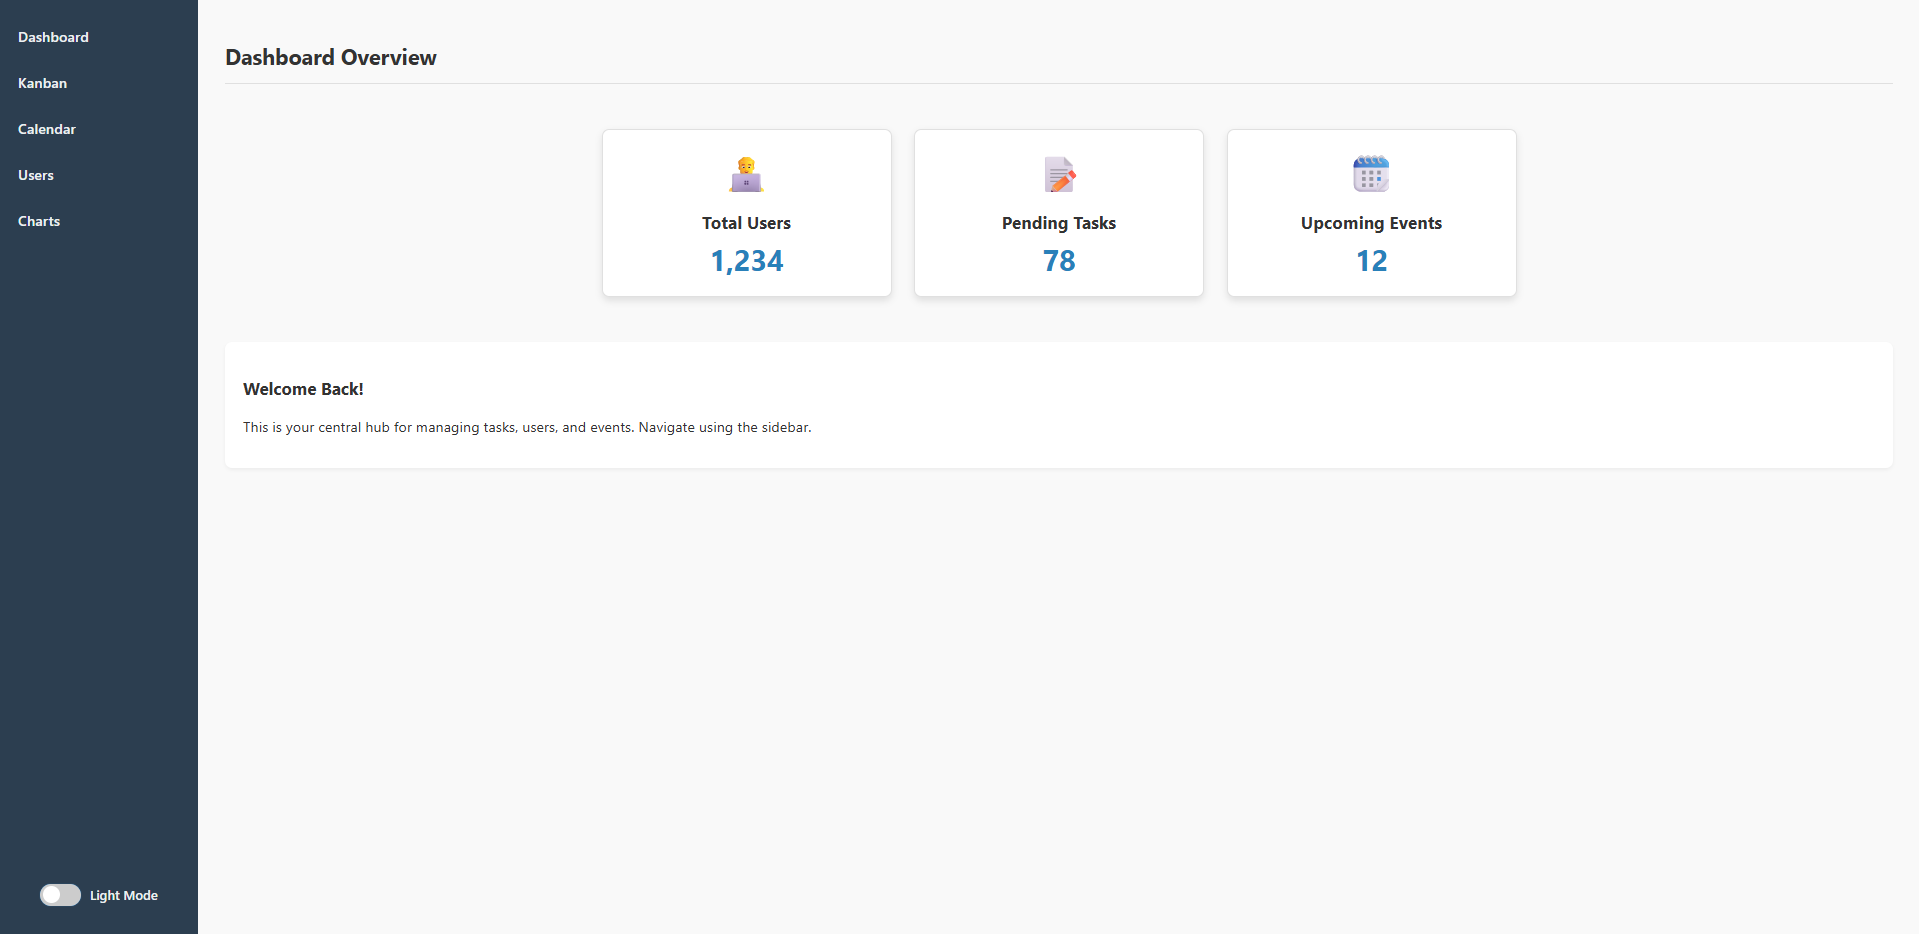 Dashboard
Kanban
Calendar
Users
Charts
Light Mode
Dashboard Overview
Total Users
1,234
Pending Tasks
78
Upcoming Events
12
Welcome Back!
This is your central hub for managing tasks, users, and events. Navigate using the sidebar.